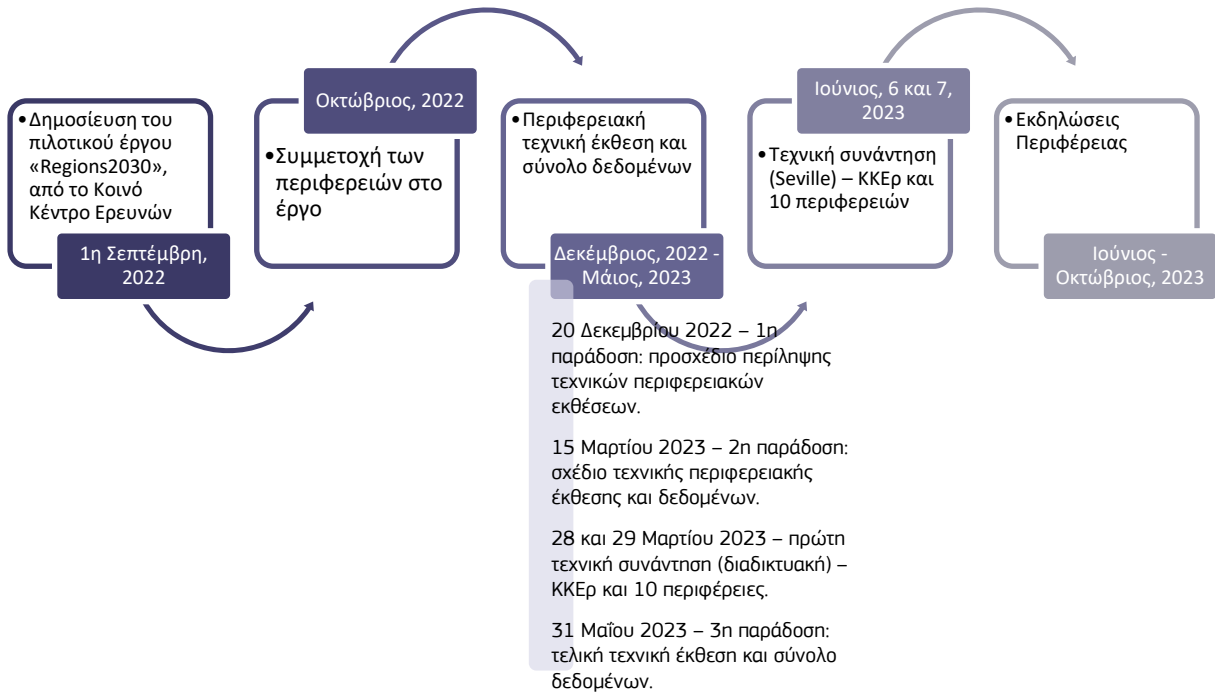 •Δημοσίευση του
πιλοτικού έργου
«Regions2030»,
από το Κοινό
Κέντρο Ερευνών
1η Σεπτέμβρη,
2022
Οκτώβριος, 2022
•Συμμετοχή των
περιφερειών στο
έργο
•Περιφερειακή
τεχνική έκθεση και
σύνολο δεδομένων
Δεκέμβριος, 2022 -
Μάιος, 2023
20 Δεκεμβρίου 2022 – 1η
παράδοση: προσχέδιο περίληψης
τεχνικών περιφερειακών
εκθέσεων.
15 Μαρτίου 2023 – 2η παράδοση:
σχέδιο τεχνικής περιφερειακής
έκθεσης και δεδομένων.
28 και 29 Μαρτίου 2023 – πρώτη
τεχνική συνάντηση (διαδικτυακή) –
ΚΚΕρ και 10 περιφέρειες.
31 Μαΐου 2023 – 3η παράδοση:
τελική τεχνική έκθεση και σύνολο
δεδομένων.
Ιούνιος, 6 και 7,
2023
•Τεχνική συνάντηση
(Seville) – ΚΚΕρ και
10 περιφερειών
•Εκδηλώσεις
Περιφέρειας
Ιούνιος -
Οκτώβριος, 2023